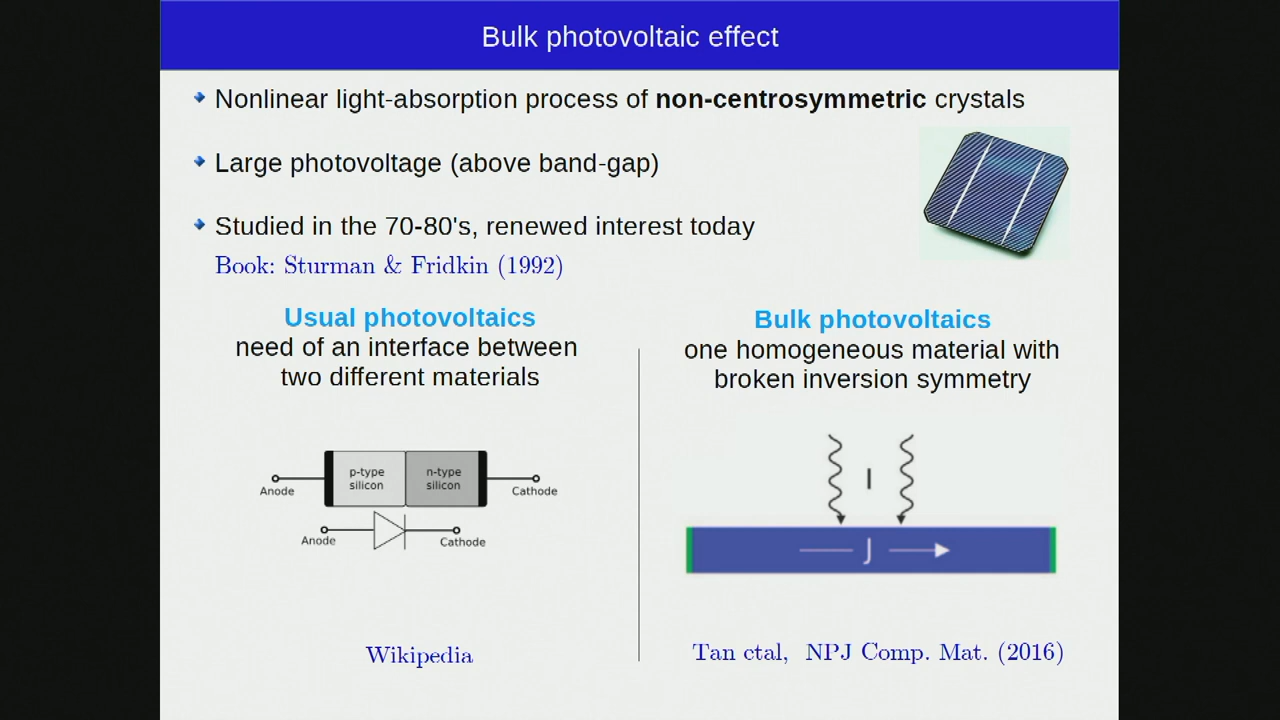 Bulk photovoltaic effect
Nonlinear light-absorption process of non-centrosymmetric crystals
Large photovoltage (above band-gap)
Studied in the 70-80's, renewed interest today
Book: Sturman & Fridkin (1992)
Usual photovoltaics
need of an interface between
two different materials
p-type
silicon
n-type
silicon
Anode
Cathode
Anode
Cathode
Wikipedia
Bulk photovoltaics
one homogeneous material with
broken inversion symmetry
I
J
Tan etal, NPJ Comp. Mat. (2016)